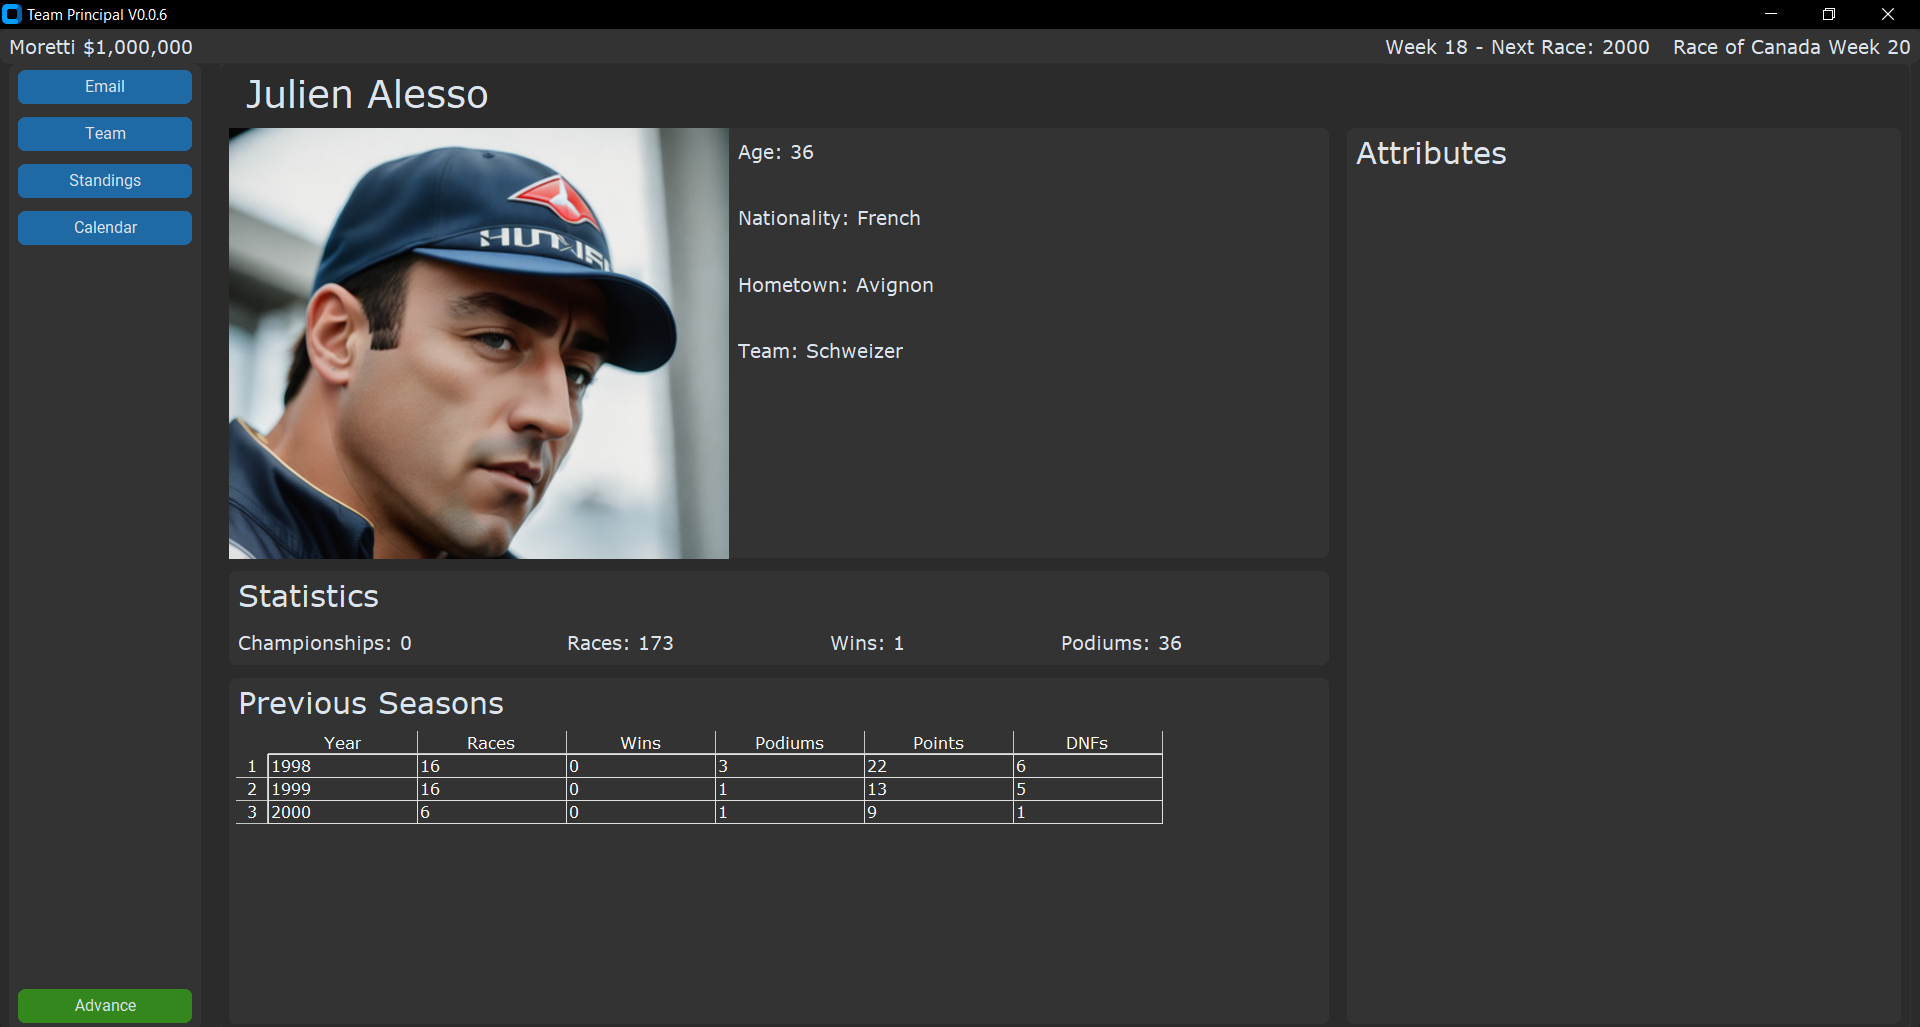 Team Principal V0.0.6
Moretti $1,000,000
Week 18 - Next Race: 2000 Race of Canada Week 20
Email
Team
Standings
Calendar
Advance
Julien Alesso
Age: 36
Nationality: French
Hometown: Avignon
Team: Schweizer
Attributes
Statistics
Championships: 0 Races: 173 Wins: 1 Podiums: 36
Previous Seasons
Year Races Wins Podiums Points DNFs
1 1998 16 0 3 22 6
2 1999 16 0 1 13 5
3 2000 6 0 1 9 1